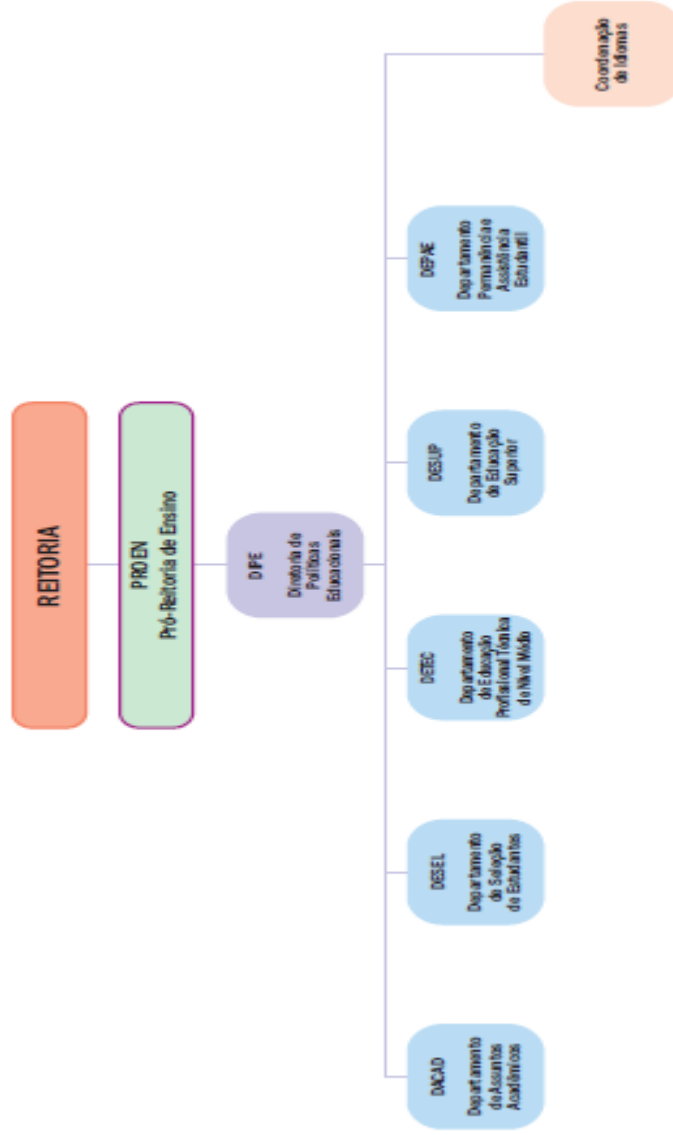 REITORIA
PROEN
Pró-Reitoria de Ensino
DIPE
Diretoria de
Políticas
Educacionais
DACAD
Departamento
de Assuntos
Acadêmicos
DESEL
Departamento
de Seleção
de Estudantes
DETEC
Departamento
de Educação
Profissional Técnica
de Nível Médio
DESUP
Departamento
de Educação
Superior
DEPAE
Departamento
Permanência e
Assistência
Estudantil
Coordenação
de Idiomas